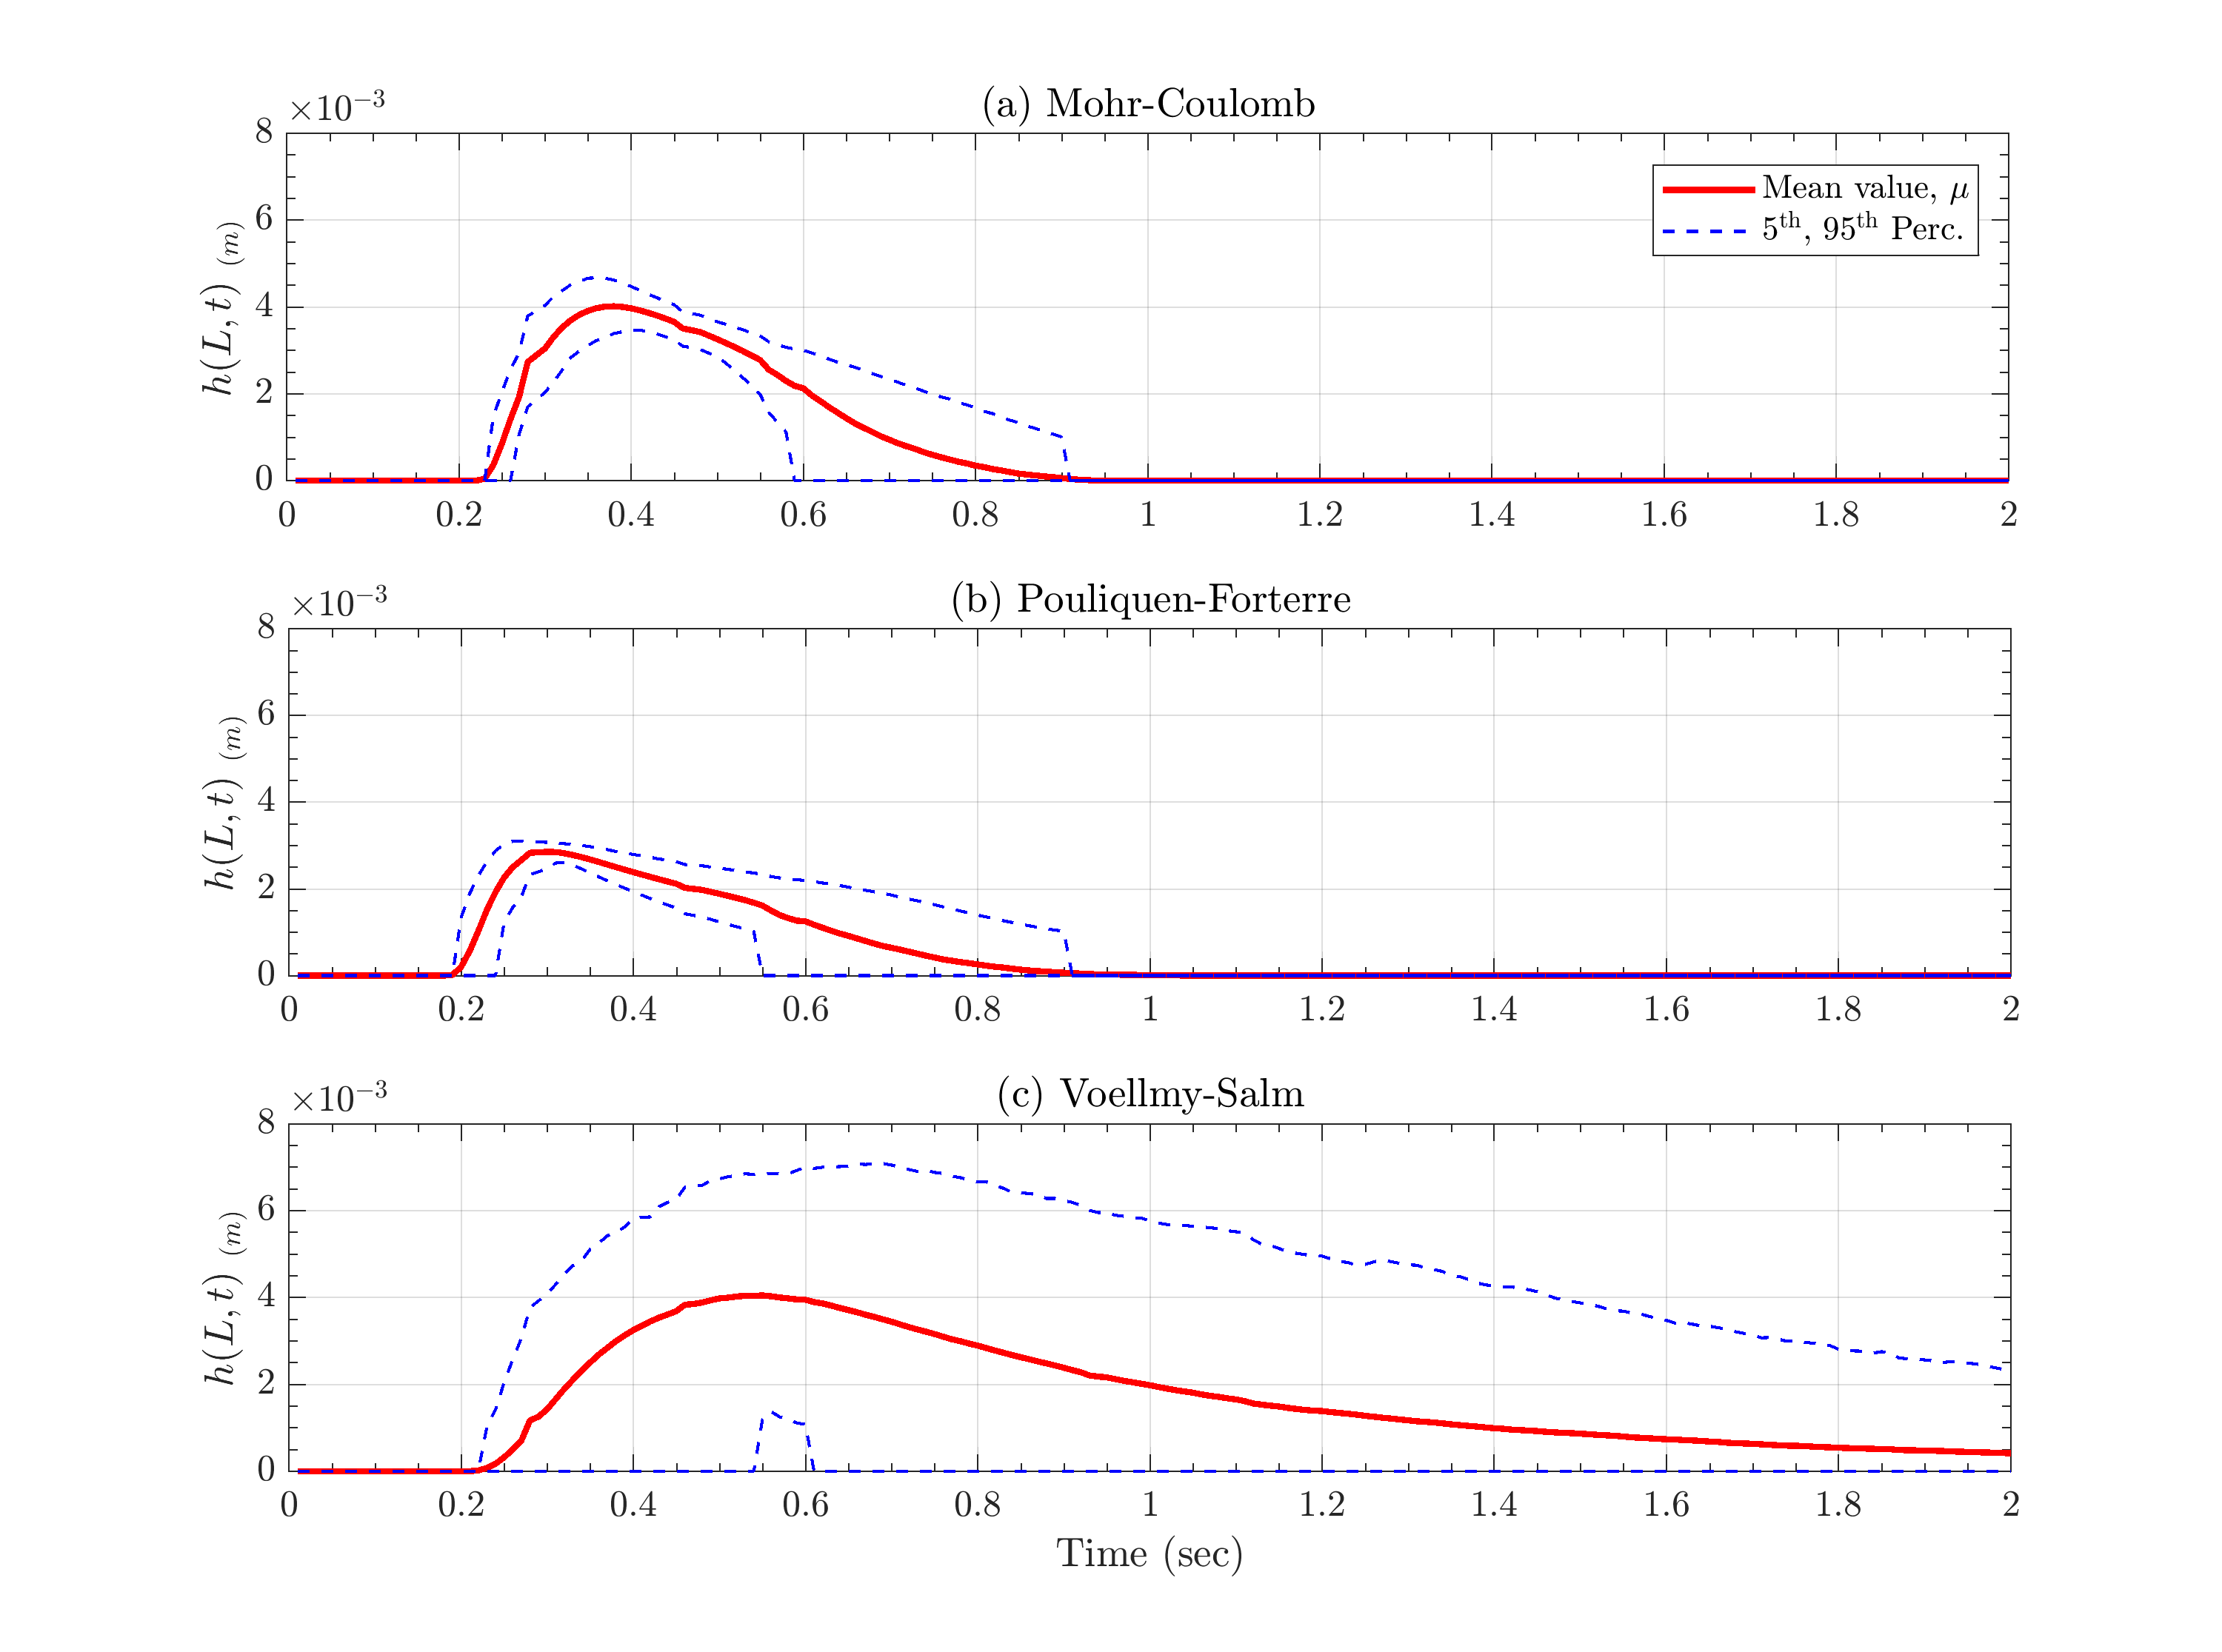 (a) Mohr-Coulomb
×10⁻³
8
6
4
2
0
h(L, t) (m)
Mean value, μ
5ᵗʰ, 95ᵗʰ Perc.
0 0.2 0.4 0.6 0.8 1 1.2 1.4 1.6 1.8 2
(b) Pouliquen-Forterre
×10⁻³
8
6
4
2
0
h(L, t) (m)
0 0.2 0.4 0.6 0.8 1 1.2 1.4 1.6 1.8 2
(c) Voellmy-Salm
×10⁻³
8
6
4
2
0
h(L, t) (m)
0 0.2 0.4 0.6 0.8 1 1.2 1.4 1.6 1.8 2
Time (sec)